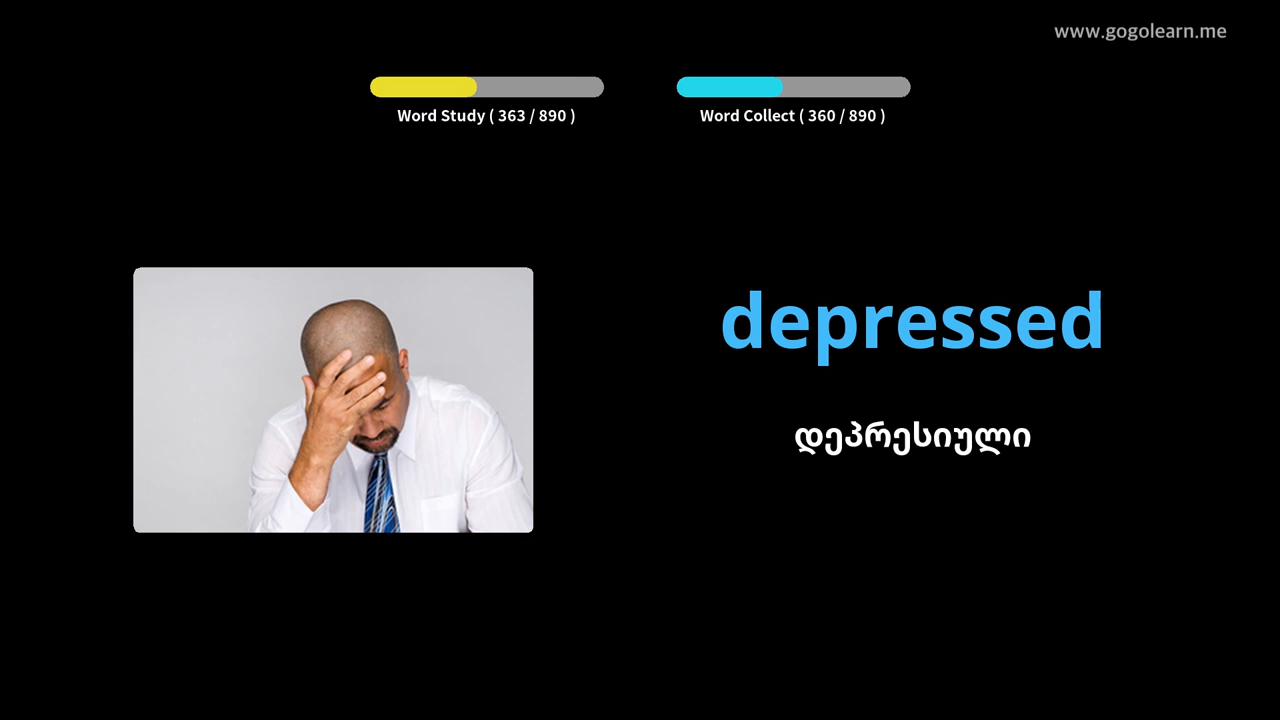 www.gogolearn.me
Word Study ( 363 / 890 )
Word Collect ( 360 / 890 )
depressed
დეპრესიული